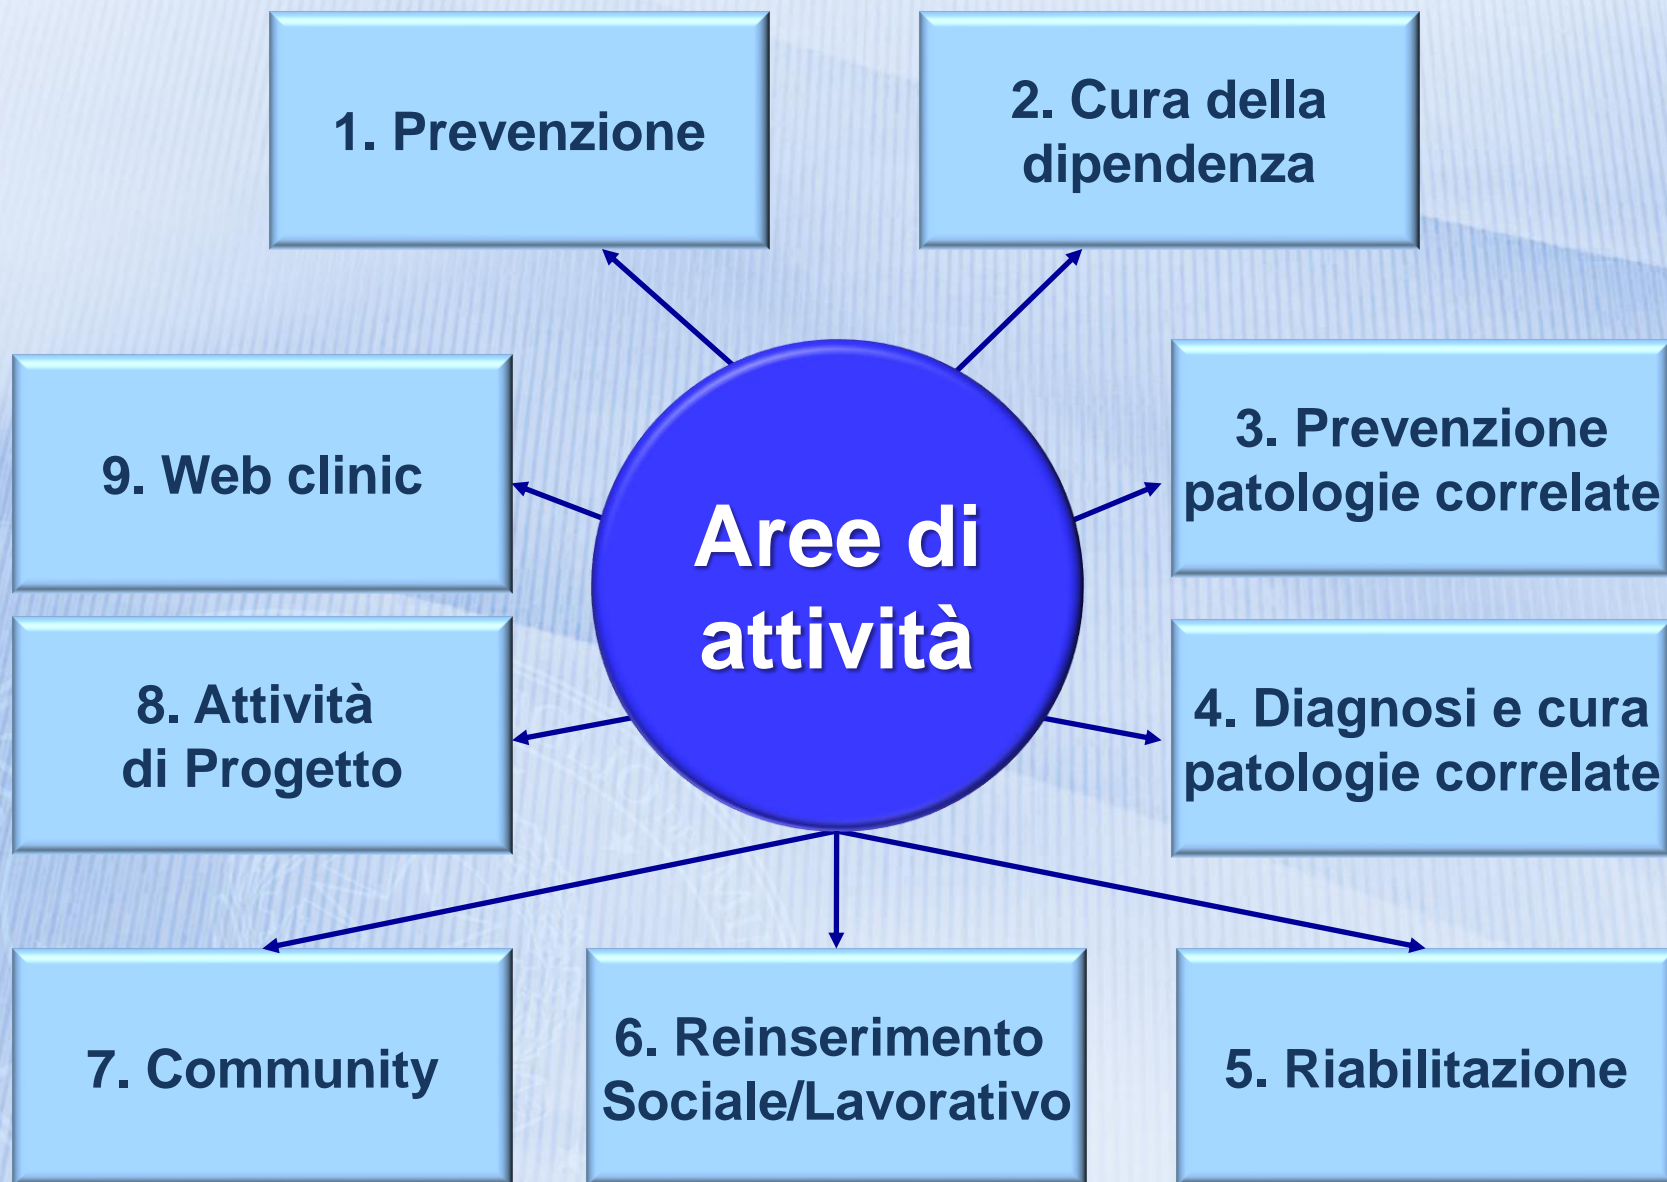 1. Prevenzione
2. Cura della
dipendenza
3. Prevenzione
patologie correlate
4. Diagnosi e cura
patologie correlate
5. Riabilitazione
6. Reinserimento
Sociale/Lavorativo
7. Community
8. Attività
di Progetto
9. Web clinic
Aree di
attività